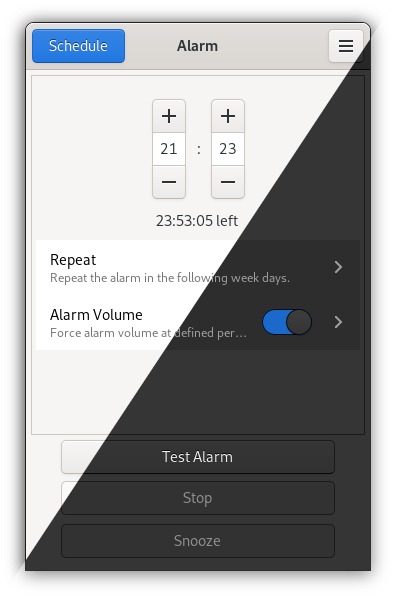 Schedule Alarm
+ +
21 : 23
− −
23:53:05 left
Repeat
Repeat the alarm in the following week days.
Alarm Volume
Force alarm volume at defined per…
Test Alarm
Stop
Snooze